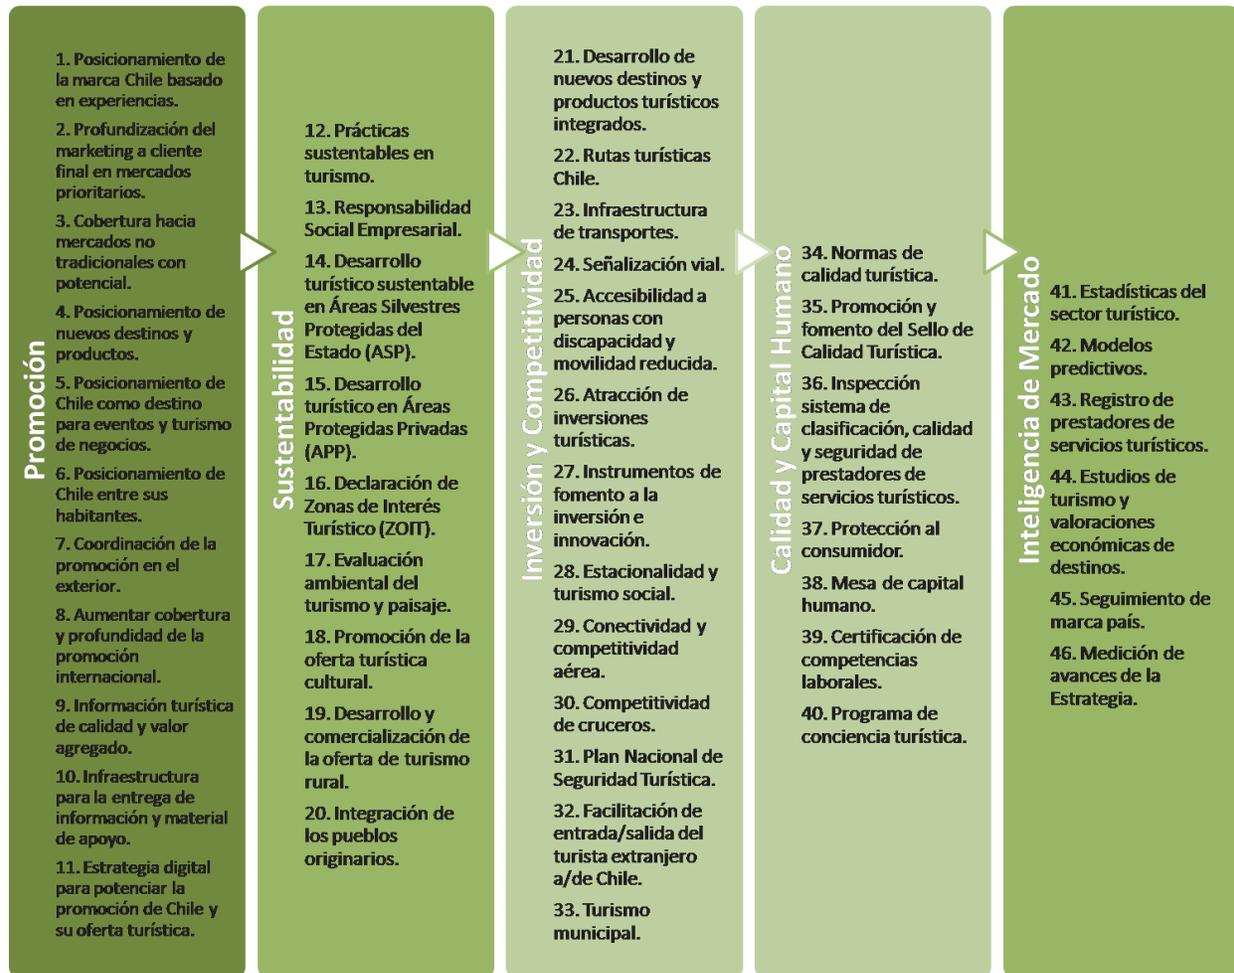 Promoción
1. Posicionamiento de
la marca Chile basado
en experiencias.
2. Profundización del
marketing a cliente
final en mercados
prioritarios.
3. Cobertura hacia
mercados no
tradicionales con
potencial.
4. Posicionamiento de
nuevos destinos y
productos.
5. Posicionamiento de
Chile como destino
para eventos y turismo
de negocios.
6. Posicionamiento de
Chile entre sus
habitantes.
7. Coordinación de la
promoción en el
exterior.
8. Aumentar cobertura
y profundidad de la
promoción
internacional.
9. Información turística
de calidad y valor
agregado.
10. Infraestructura
para la entrega de
información y material
de apoyo.
11. Estrategia digital
para potenciar la
promoción de Chile y
su oferta turística.
Sustentabilidad
12. Prácticas
sustentables en
turismo.
13. Responsabilidad
Social Empresarial.
14. Desarrollo
turístico sustentable
en Áreas Silvestres
Protegidas del
Estado (ASP).
15. Desarrollo
turístico en Áreas
Protegidas Privadas
(APP).
16. Declaración de
Zonas de Interés
Turístico (ZOIT).
17. Evaluación
ambiental del
turismo y paisaje.
18. Promoción de la
oferta turística
cultural.
19. Desarrollo y
comercialización de
la oferta de turismo
rural.
20. Integración de
los pueblos
originarios.
Inversión y Competitividad
21. Desarrollo de
nuevos destinos y
productos turísticos
integrados.
22. Rutas turísticas
Chile.
23. Infraestructura
de transportes.
24. Señalización vial.
25. Accesibilidad a
personas con
discapacidad y
movilidad reducida.
26. Atracción de
inversiones
turísticas.
27. Instrumentos de
fomento a la
inversión e
innovación.
28. Estacionalidad y
turismo social.
29. Conectividad y
competitividad
aérea.
30. Competitividad
de cruceros.
31. Plan Nacional de
Seguridad Turística.
32. Facilitación de
entrada/salida del
turista extranjero
a/de Chile.
33. Turismo
municipal.
Calidad y Capital Humano
34. Normas de
calidad turística.
35. Promoción y
fomento del Sello de
Calidad Turística.
36. Inspección
sistema de
clasificación, calidad
y seguridad de
prestadores de
servicios turísticos.
37. Protección al
consumidor.
38. Mesa de capital
humano.
39. Certificación de
competencias
laborales.
40. Programa de
conciencia turística.
Inteligencia de Mercado
41. Estadísticas del
sector turístico.
42. Modelos
predictivos.
43. Registro de
prestadores de
servicios turísticos.
44. Estudios de
turismo y
valoraciones
económicas de
destinos.
45. Seguimiento de
marca país.
46. Medición de
avances de la
Estrategia.